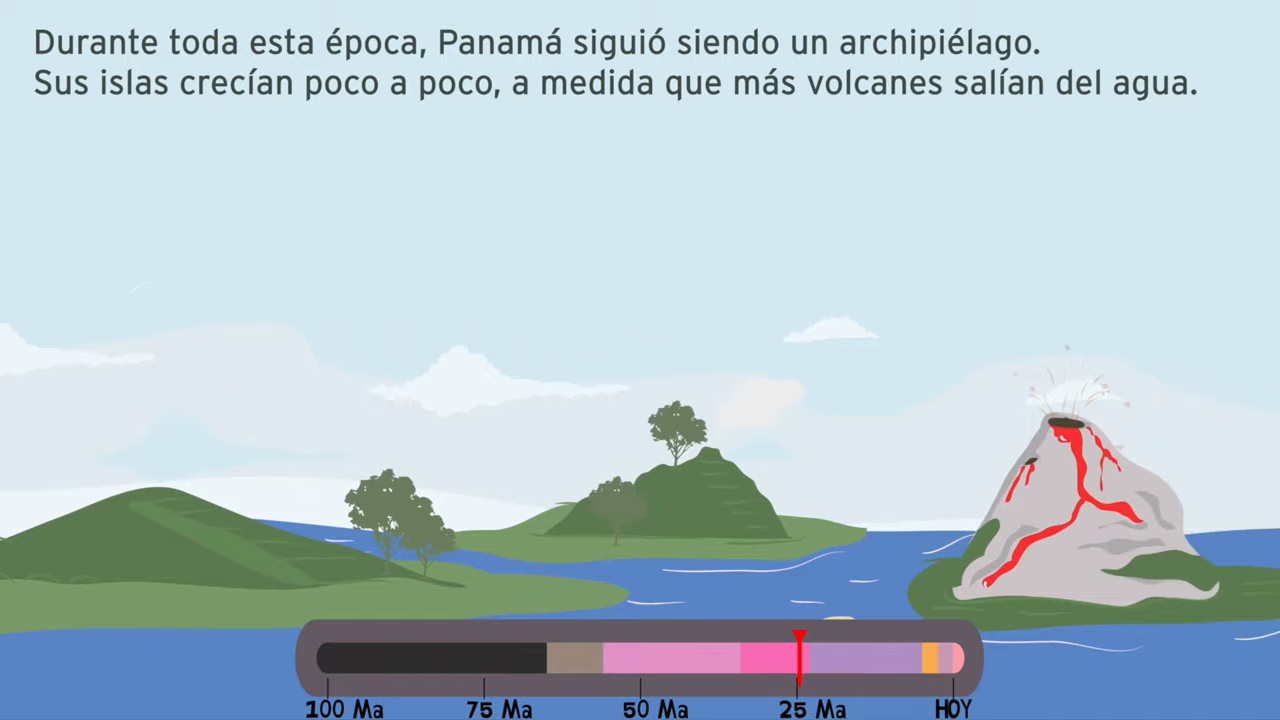 Durante toda esta época, Panamá siguió siendo un archipiélago.
Sus islas crecían poco a poco, a medida que más volcanes salían del agua.
100 Ma 75 Ma 50 Ma 25 Ma HOY